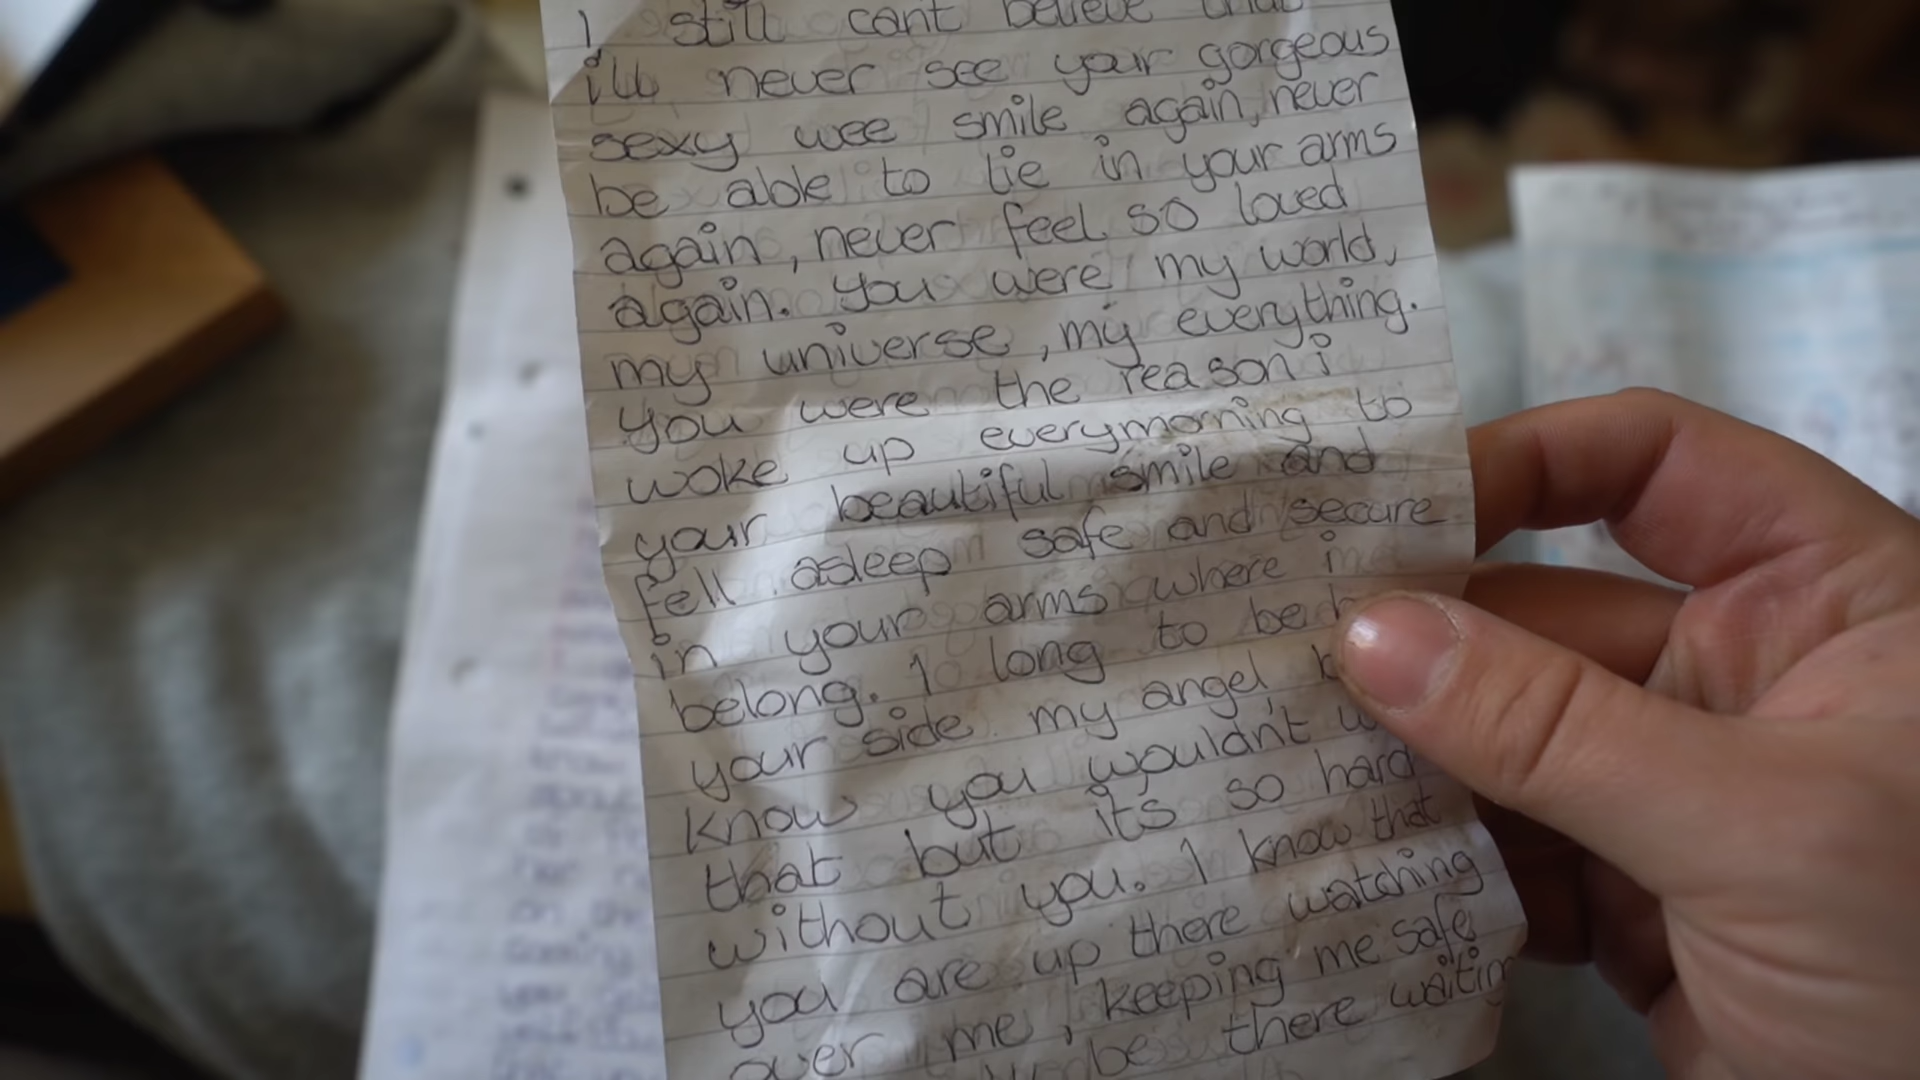 I still cant believe that
i'll never see your gorgeous
sexy wee smile again, never
be able to lie in your arms
again, never feel so loved
again. You were my world,
my universe, my everything.
you were the reason i
woke up everymorning to
your beautiful smile and
fell asleep safe and secure
in your arms where i
belong. I long to be
your side my angel,
know you wouldn't
that but it's so hard
without you. I know that
you are up there watching
over me, keeping me safe
be there